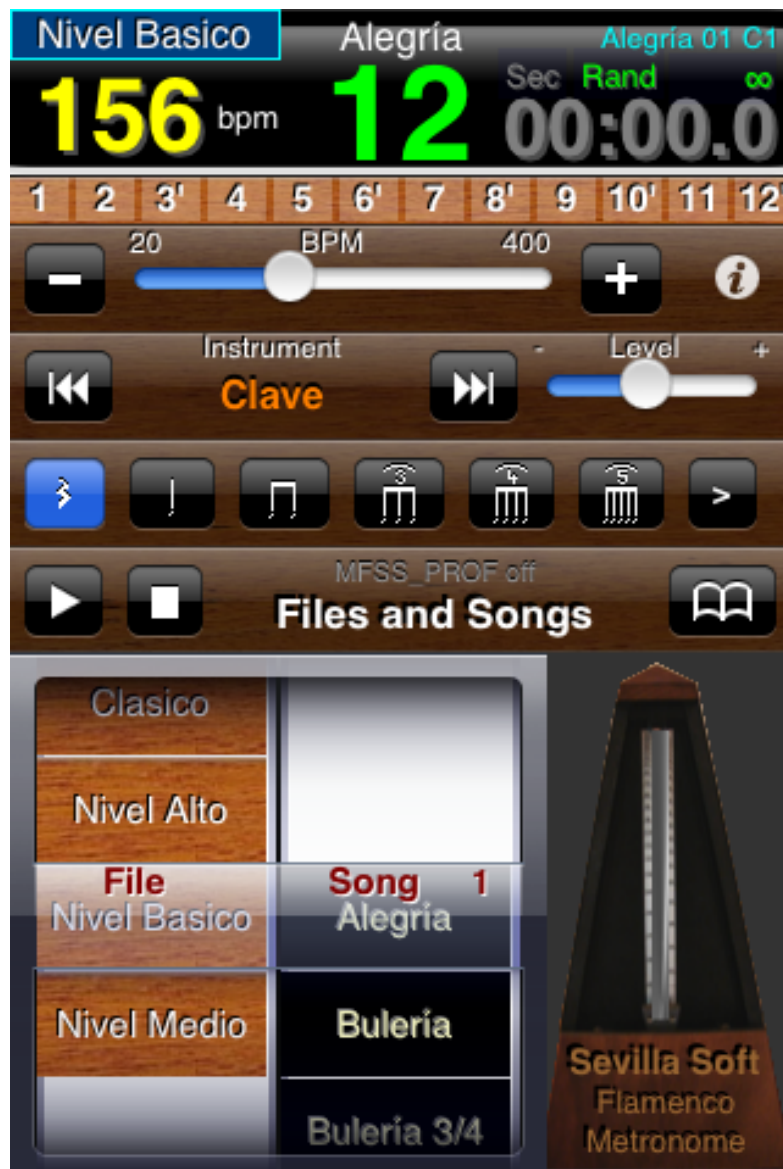 Nivel Basico Alegría Alegría 01 C1
156 bpm 12 Sec Rand ∞
00:00.0
1 2 3' 4 5 6' 7 8' 9 10' 11 12
20 BPM 400
- + i
Instrument - Level +
Clave
3 4 5 >
MFSS_PROF off
Files and Songs
Clasico
Nivel Alto
File Song 1
Nivel Basico Alegría
Nivel Medio Bulería
Bulería 3/4
Sevilla Soft
Flamenco
Metronome